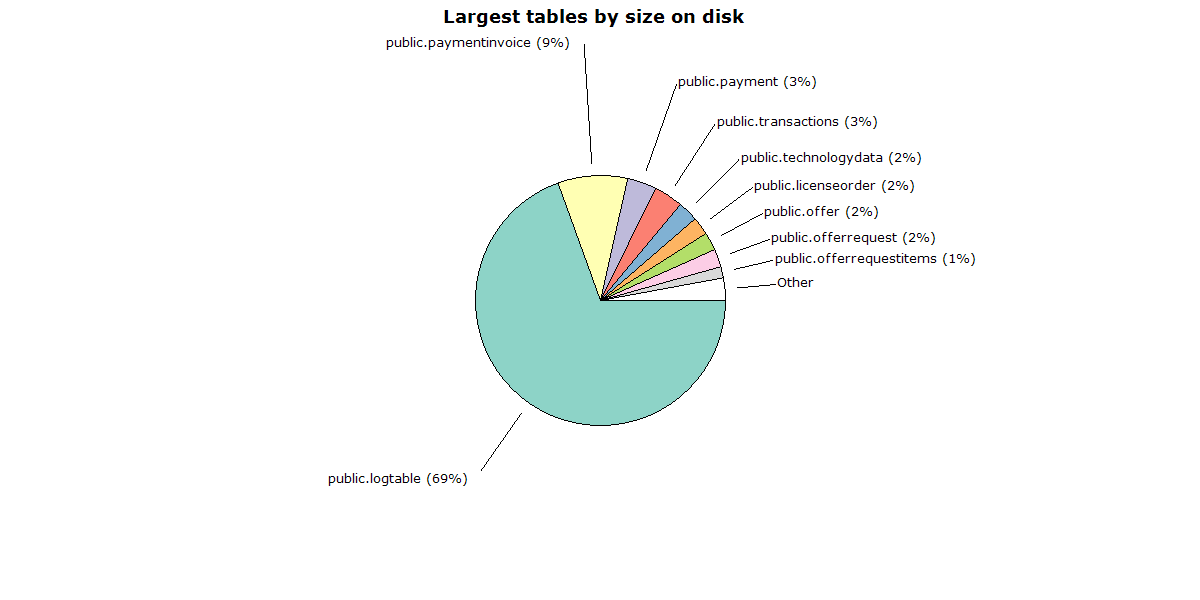 Largest tables by size on disk
public.paymentinvoice (9%)
public.payment (3%)
public.transactions (3%)
public.technologydata (2%)
public.licenseorder (2%)
public.offer (2%)
public.offerrequest (2%)
public.offerrequestitems (1%)
Other
public.logtable (69%)